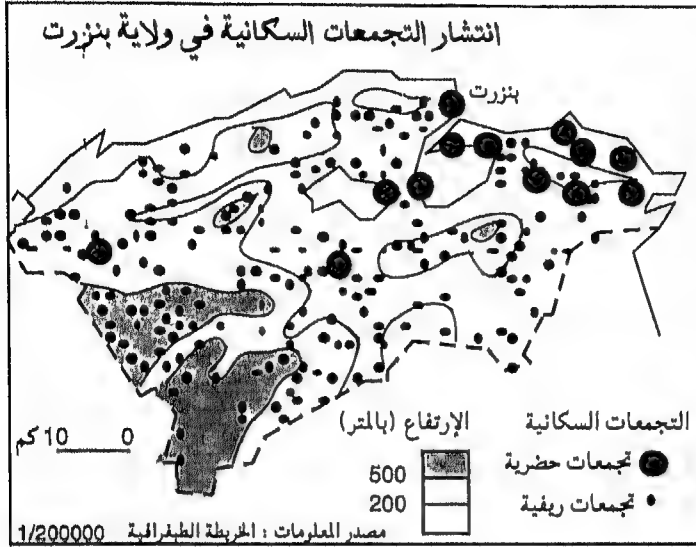 انتشار التجمعات السكانية في ولاية بنزرت
بنزرت
التجمعات السكانية
تجمعات حضرية
تجمعات ريفية
الإرتفاع (بالمتر)
500
200
0 10 كم
مصدر المعلومات : الخريطة الطبغرافية 1/200000